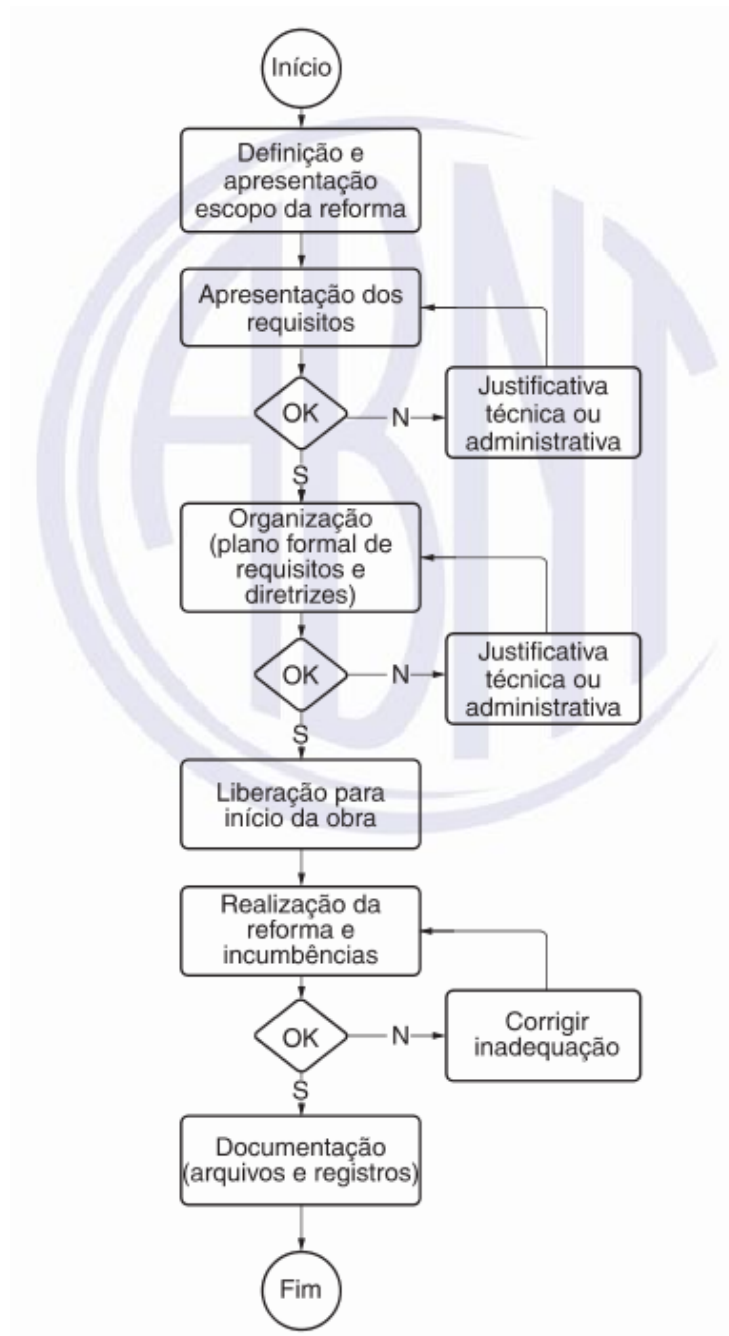 Início
Definição e
apresentação
escopo da reforma
Apresentação dos
requisitos
OK
N
Justificativa
técnica ou
administrativa
S
Organização
(plano formal de
requisitos e
diretrizes)
OK
N
Justificativa
técnica ou
administrativa
S
Liberação para
início da obra
Realização da
reforma e
incumbências
OK
N
Corrigir
inadequação
S
Documentação
(arquivos e registros)
Fim
ABNT